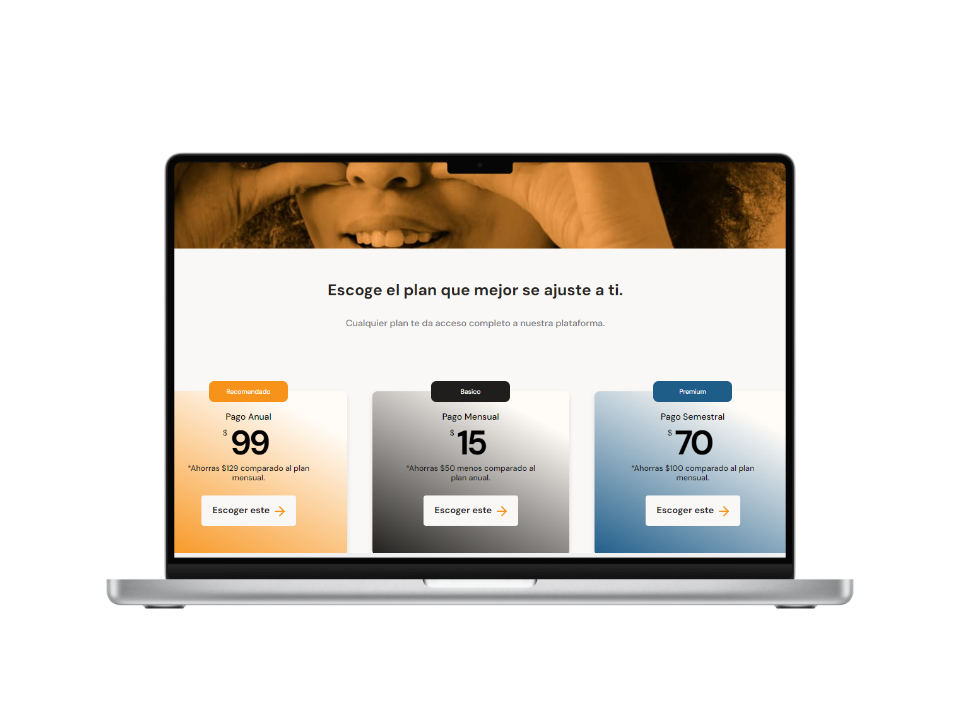 Escoge el plan que mejor se ajuste a ti.
Cualquier plan te da acceso completo a nuestra plataforma.
Recomendado
Pago Anual
$ 99
*Ahorras $129 comparado al plan
mensual.
Escoger este →
Basico
Pago Mensual
$ 15
*Ahorras $50 menos comparado al
plan anual.
Escoger este →
Premium
Pago Semestral
$ 70
*Ahorras $100 comparado al plan
mensual.
Escoger este →